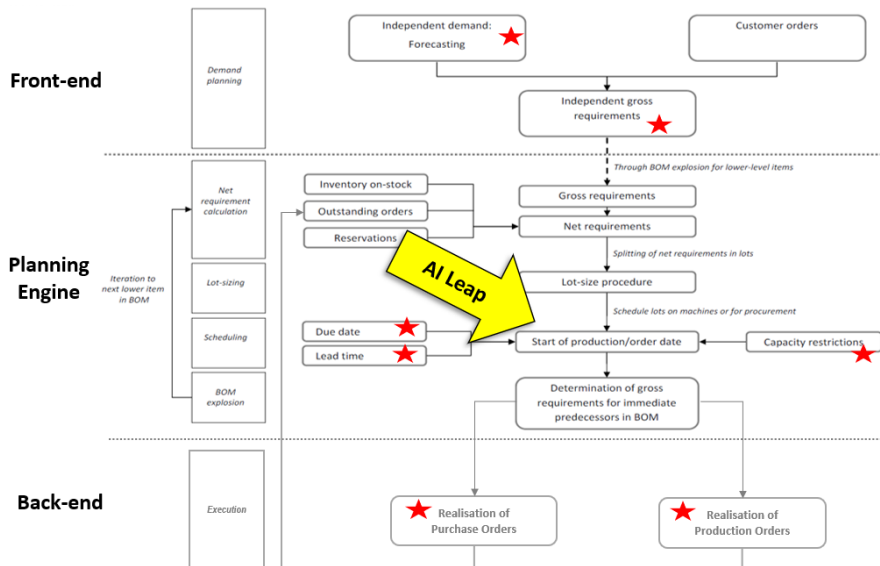 Independent demand:
Forecasting
Customer orders
Front-end
Demand
planning
Independent gross
requirements
Through BOM explosion for lower-level items
Net
requirement
calculation
Inventory on-stock
Gross requirements
Outstanding orders
Net requirements
Reservations
Splitting of net requirements in lots
Planning
Engine
Iteration to
next lower item
in BOM
Lot-sizing
AI Leap
Lot-size procedure
Schedule lots on machines or for procurement
Scheduling
Due date
Lead time
Start of production/order date
Capacity restrictions
BOM
explosion
Determination of gross
requirements for immediate
predecessors in BOM
Back-end
Execution
Realisation of
Purchase Orders
Realisation of
Production Orders